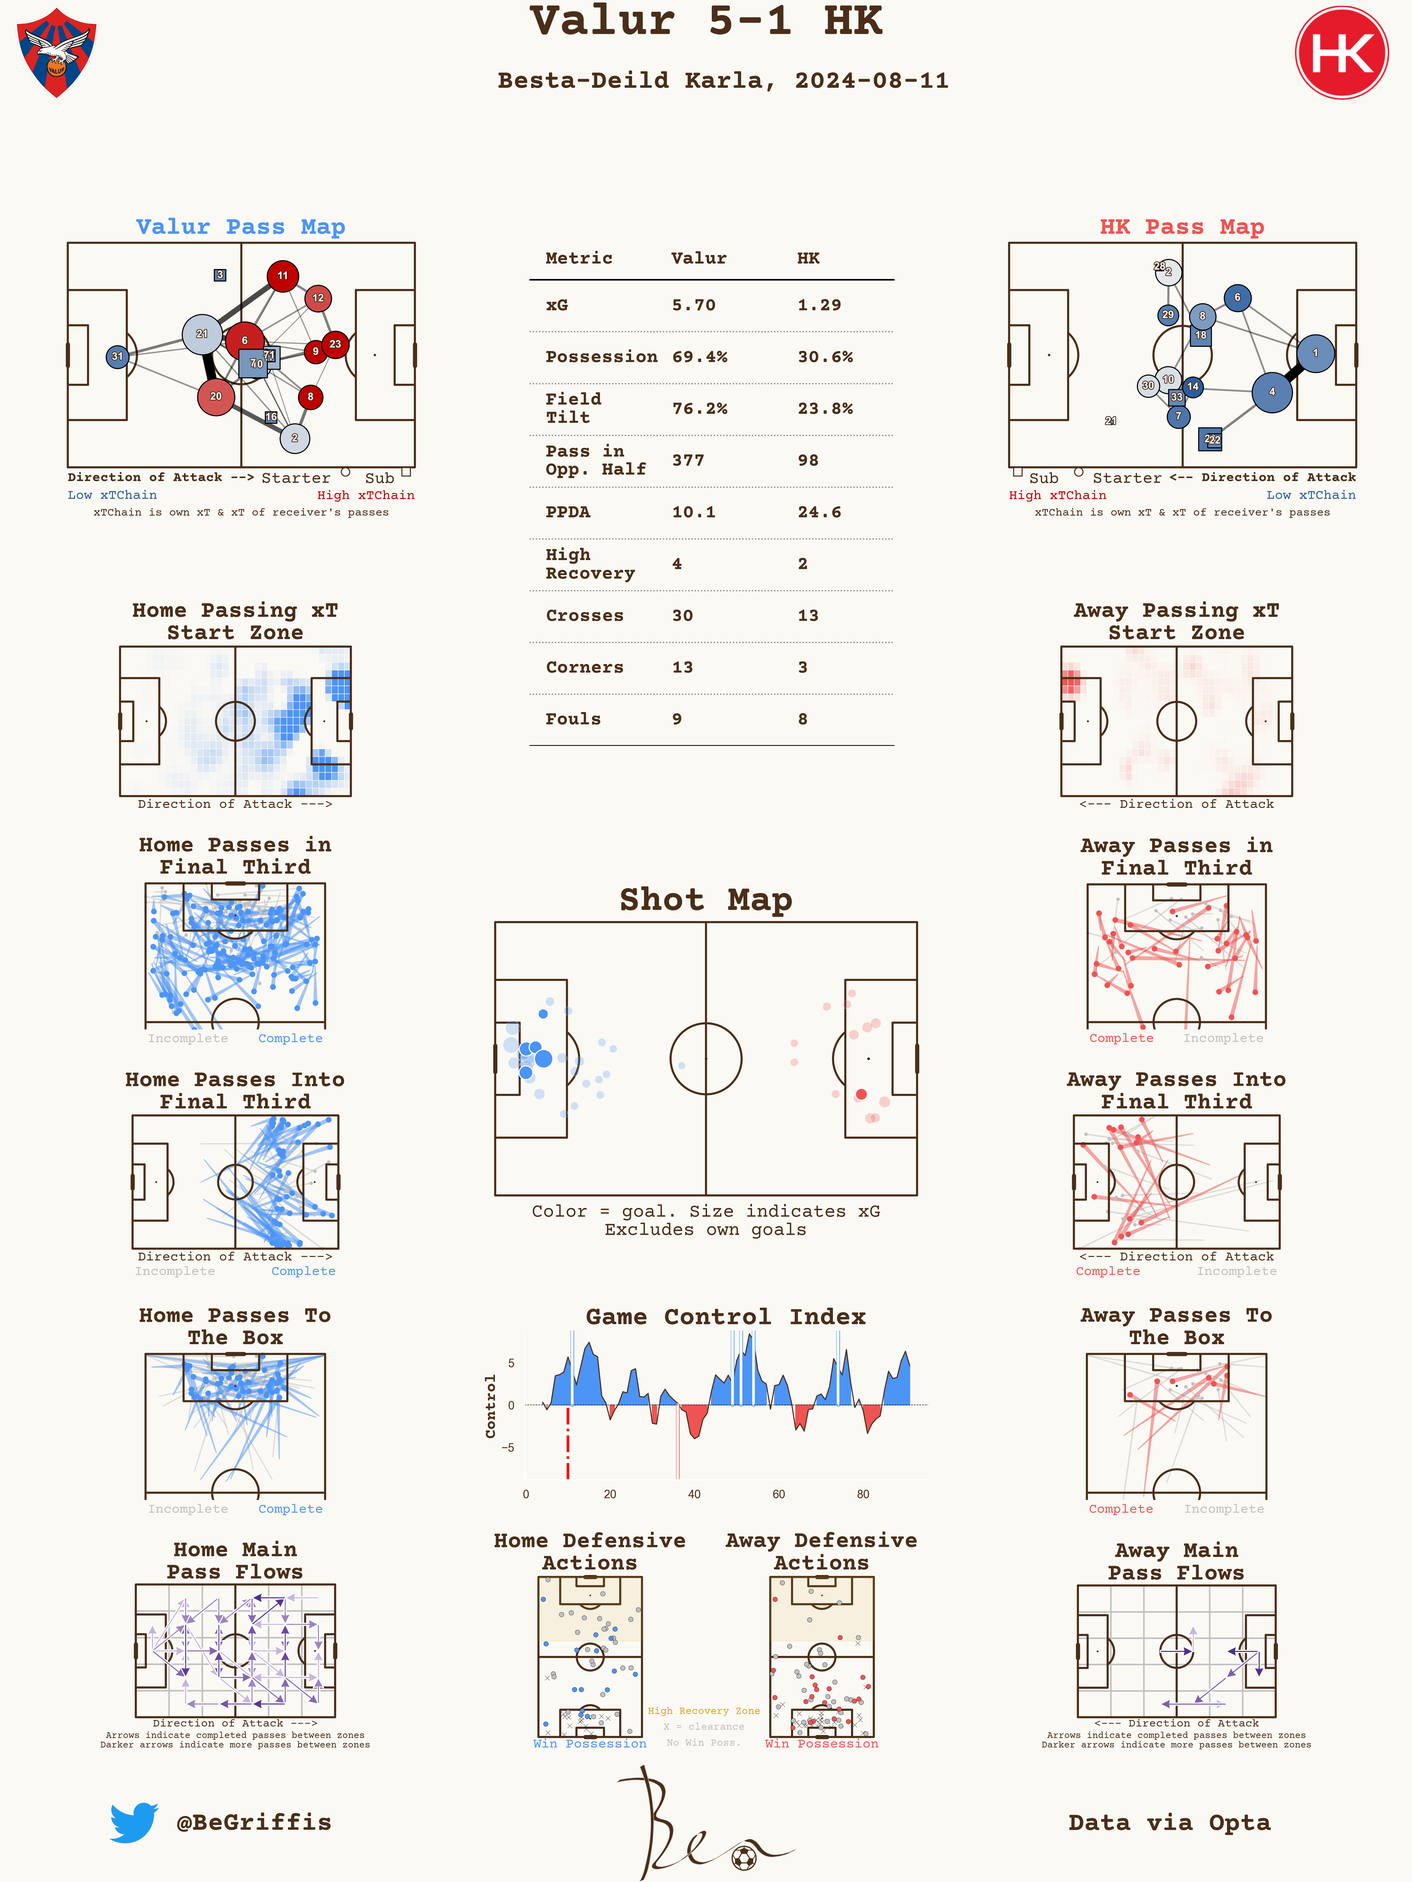 Valur 5-1 HK
Besta-Deild Karla, 2024-08-11
VALUR
HK
Valur Pass Map
3
11
12
21
6
23
9
31
71
70
20
8
16
2
Direction of Attack --> Starter Sub
Low xTChain High xTChain
xTChain is own xT & xT of receiver's passes
Metric Valur HK
xG 5.70 1.29
Possession 69.4% 30.6%
Field
Tilt 76.2% 23.8%
Pass in
Opp. Half 377 98
PPDA 10.1 24.6
High
Recovery 4 2
Crosses 30 13
Corners 13 3
Fouls 9 8
HK Pass Map
28
2
6
29
8
18
1
10
30
14
4
33
7
21
22
Sub Starter <-- Direction of Attack
High xTChain Low xTChain
xTChain is own xT & xT of receiver's passes
Home Passing xT
Start Zone
Direction of Attack --->
Away Passing xT
Start Zone
<--- Direction of Attack
Home Passes in
Final Third
Incomplete Complete
Away Passes in
Final Third
Complete Incomplete
Shot Map
Color = goal. Size indicates xG
Excludes own goals
Home Passes Into
Final Third
Direction of Attack --->
Incomplete Complete
Away Passes Into
Final Third
<--- Direction of Attack
Complete Incomplete
Home Passes To
The Box
Incomplete Complete
Game Control Index
Control
5
0
−5
0 20 40 60 80
Away Passes To
The Box
Complete Incomplete
Home Main
Pass Flows
Direction of Attack --->
Arrows indicate completed passes between zones
Darker arrows indicate more passes between zones
Home Defensive
Actions
Win Possession
High Recovery Zone
X = clearance
No Win Poss.
Away Defensive
Actions
Win Possession
Away Main
Pass Flows
<--- Direction of Attack
Arrows indicate completed passes between zones
Darker arrows indicate more passes between zones
@BeGriffis
Ben
Data via Opta